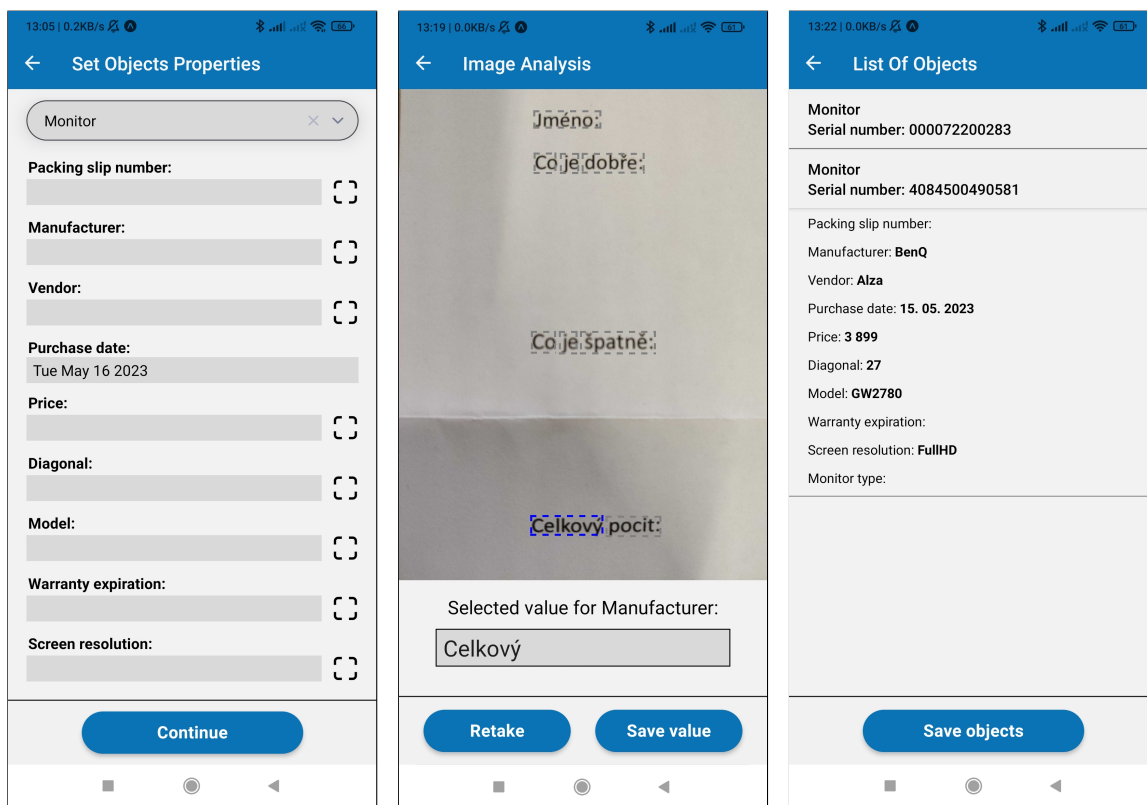 13:05 | 0.2KB/s
66
Set Objects Properties
Monitor
Packing slip number:
Manufacturer:
Vendor:
Purchase date:
Tue May 16 2023
Price:
Diagonal:
Model:
Warranty expiration:
Screen resolution:
Continue
13:19 | 0.0KB/s
61
Image Analysis
Jméno:
Co je dobře:
Co je špatně:
Celkový pocit:
Selected value for Manufacturer:
Celkový
Retake
Save value
13:22 | 0.0KB/s
61
List Of Objects
Monitor
Serial number: 000072200283
Monitor
Serial number: 4084500490581
Packing slip number:
Manufacturer: BenQ
Vendor: Alza
Purchase date: 15. 05. 2023
Price: 3 899
Diagonal: 27
Model: GW2780
Warranty expiration:
Screen resolution: FullHD
Monitor type:
Save objects